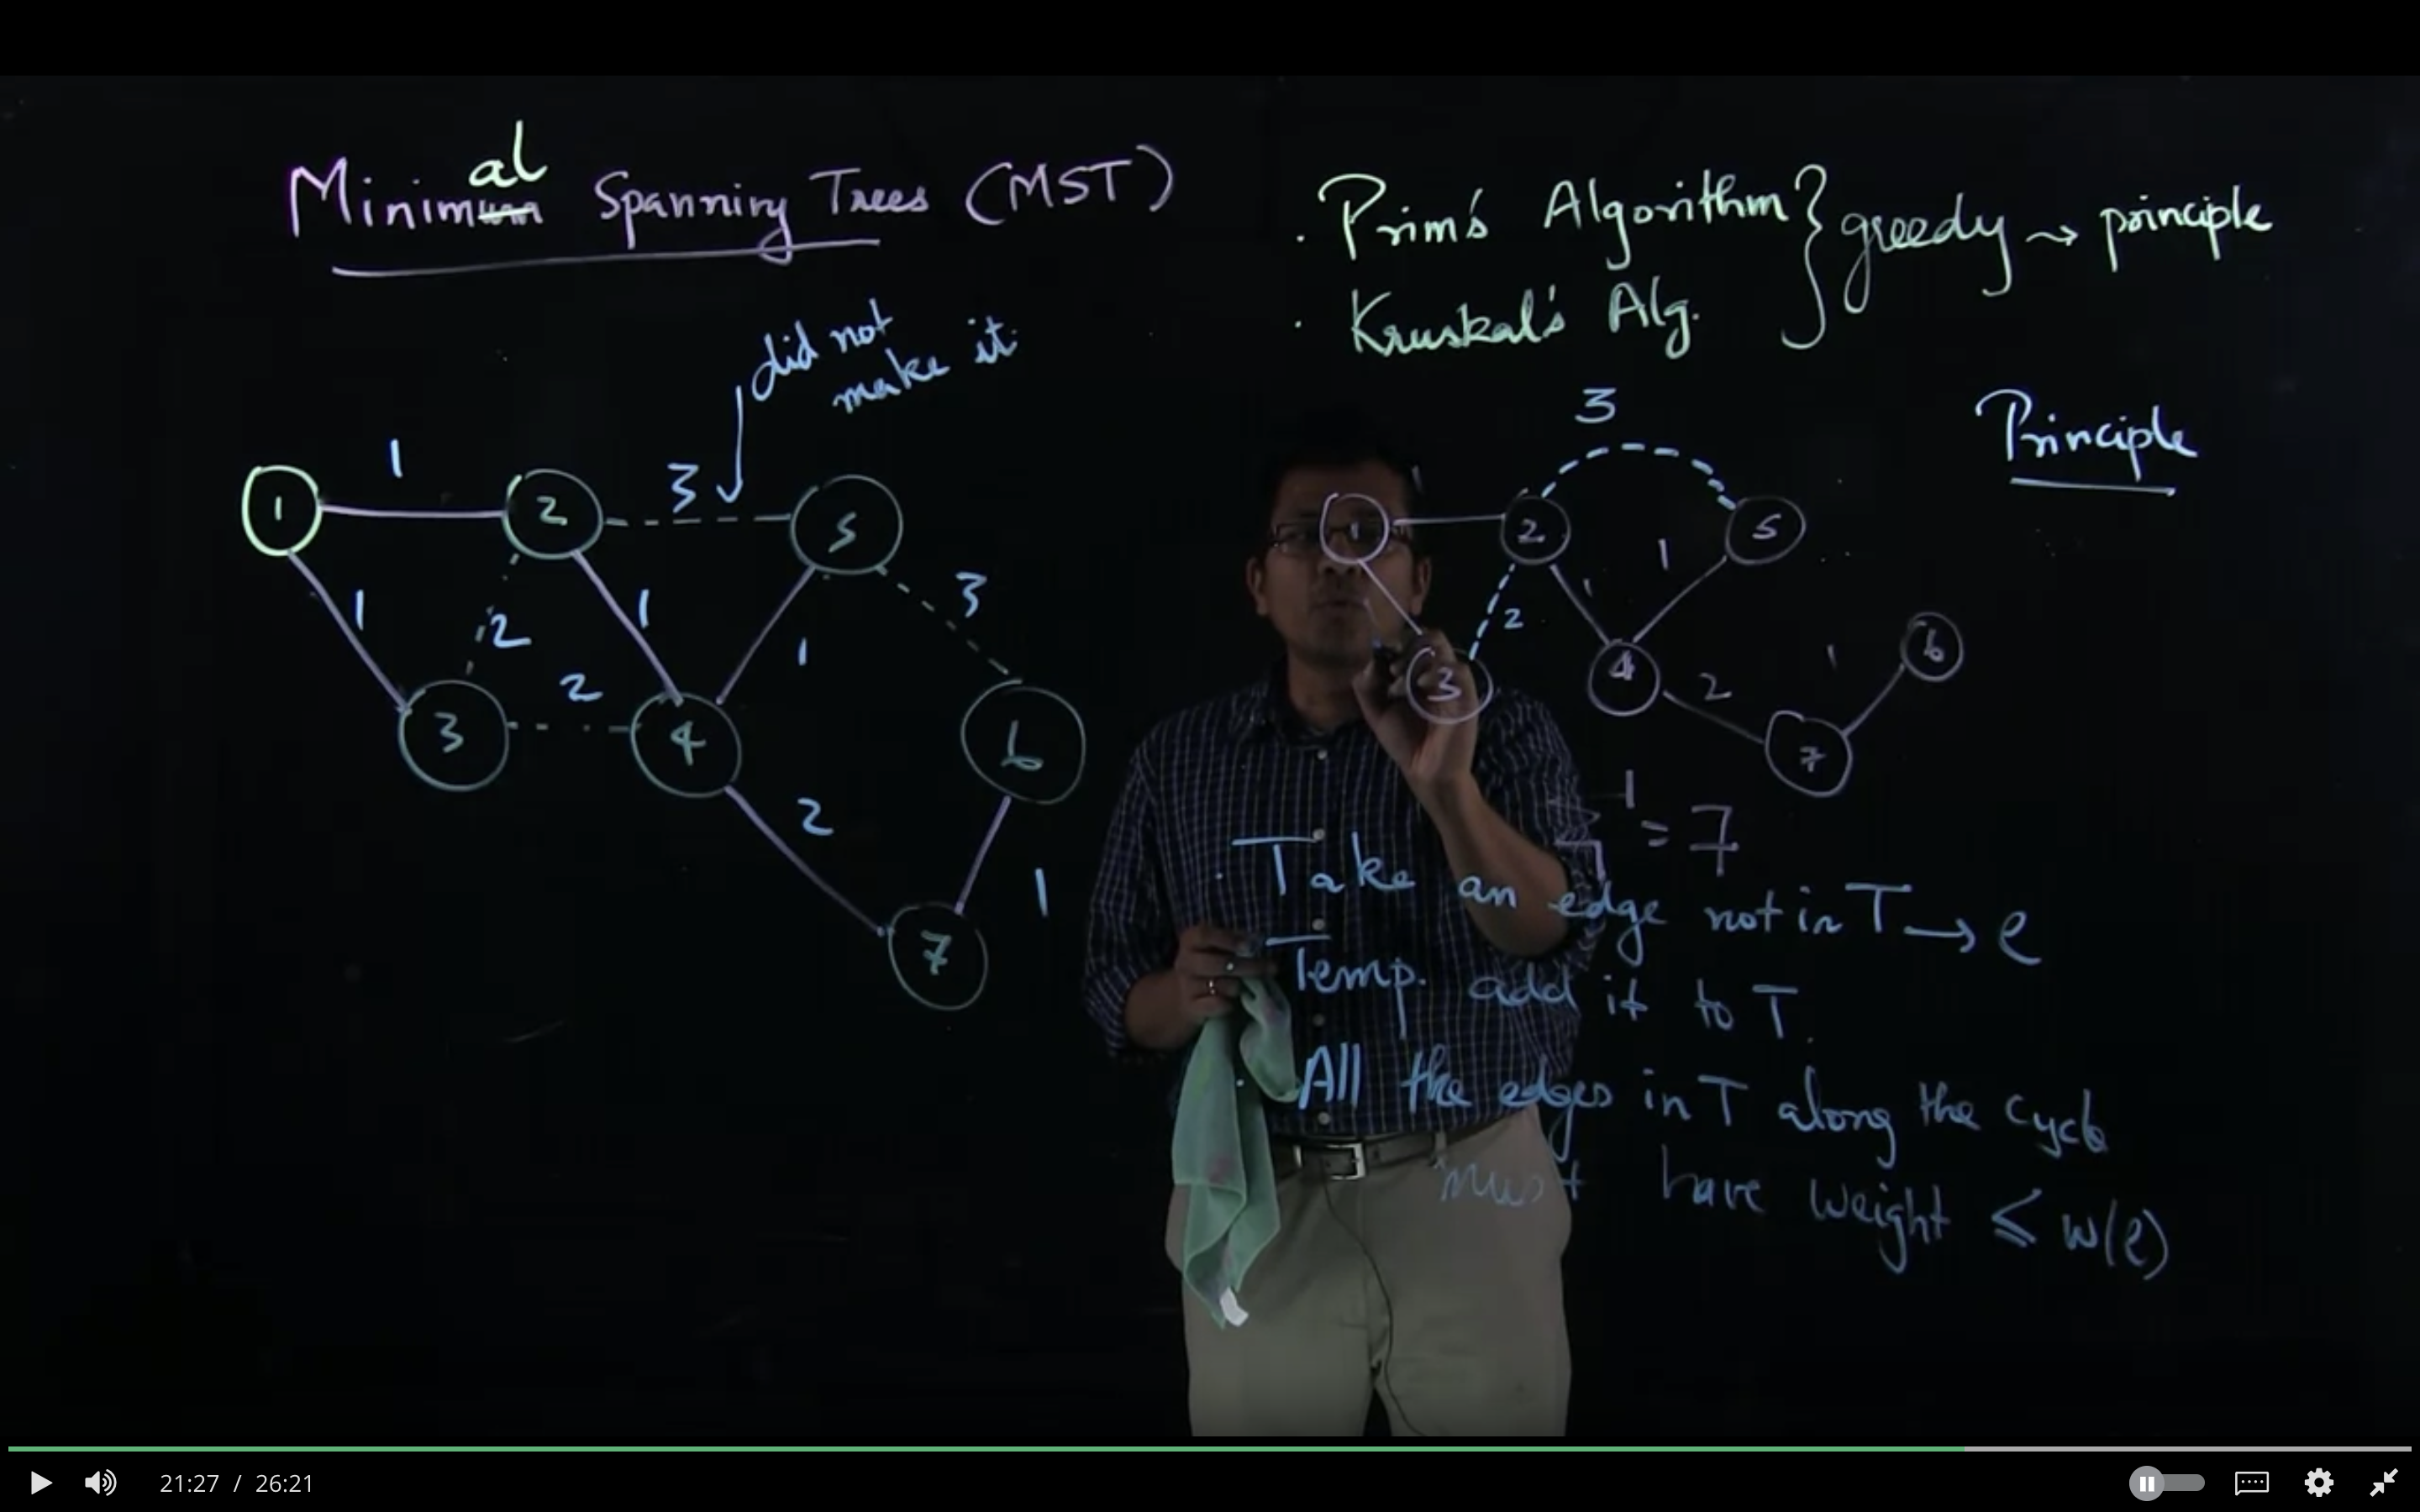 Minimum al Spanning Trees (MST)
· Prim's Algorithm } greedy → principle
· Kruskal's Alg.
did not
make it
Principle
1 1 2 3 5
1 2 1 1 3
3 2 4 6
2 1
7
3
1 1 2 5
2 1 1
3 4 2 1 6
7
= 7
· Take an edge not in T → e
Temp. add it to T.
· All the edges in T along the cycle
must have weight ≤ w(e)
21:27 / 26:21